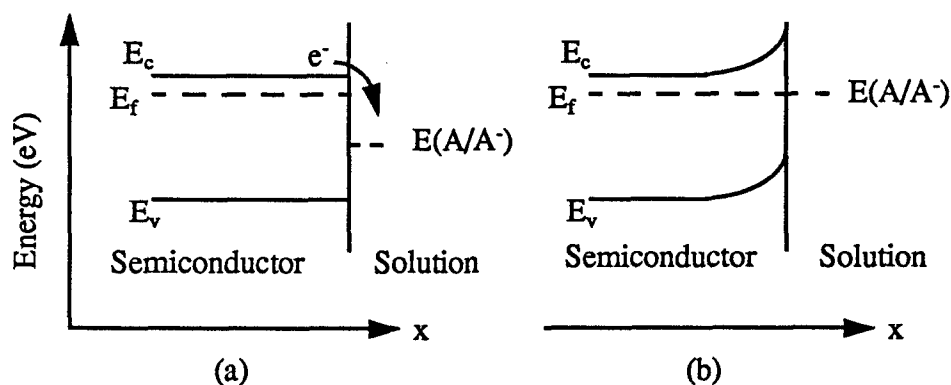 Energy (eV)
E_c
e⁻
E_f
E(A/A⁻)
E_v
Semiconductor
Solution
x
(a)
E_c
E_f
E(A/A⁻)
E_v
Semiconductor
Solution
x
(b)